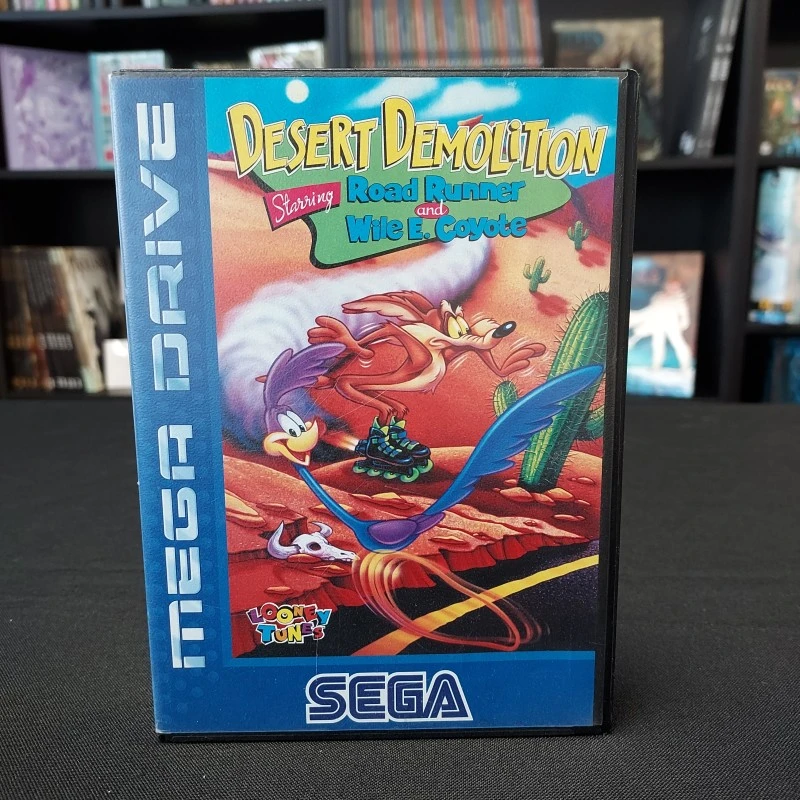 MEGA DRIVE
DESERT DEMOLITION
Starring
Road Runner
and
Wile E. Coyote
LOONEY
TUNES
SEGA